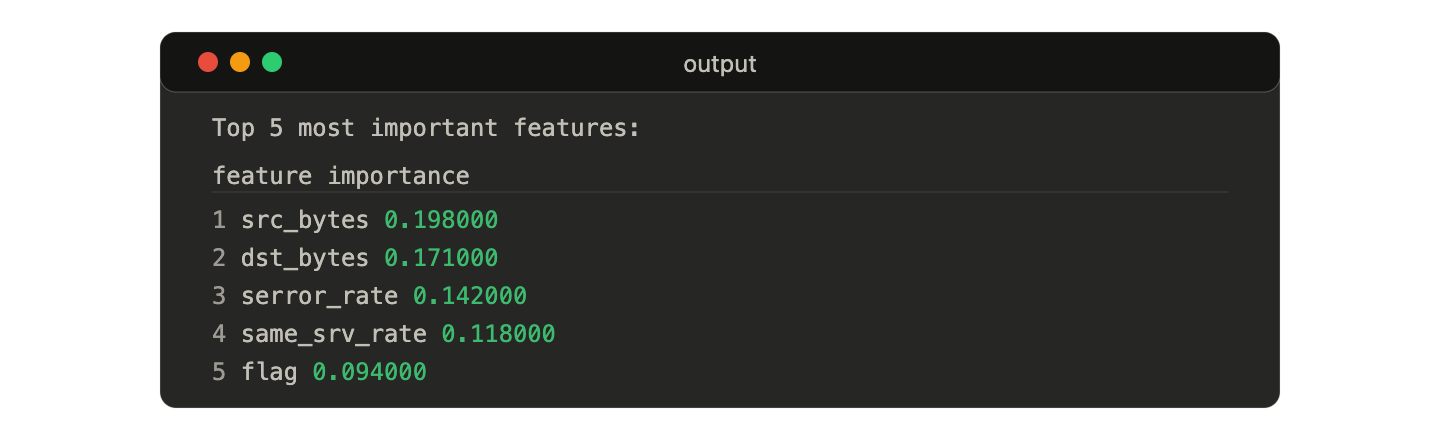 output
Top 5 most important features:
feature importance
1 src_bytes 0.198000
2 dst_bytes 0.171000
3 serror_rate 0.142000
4 same_srv_rate 0.118000
5 flag 0.094000